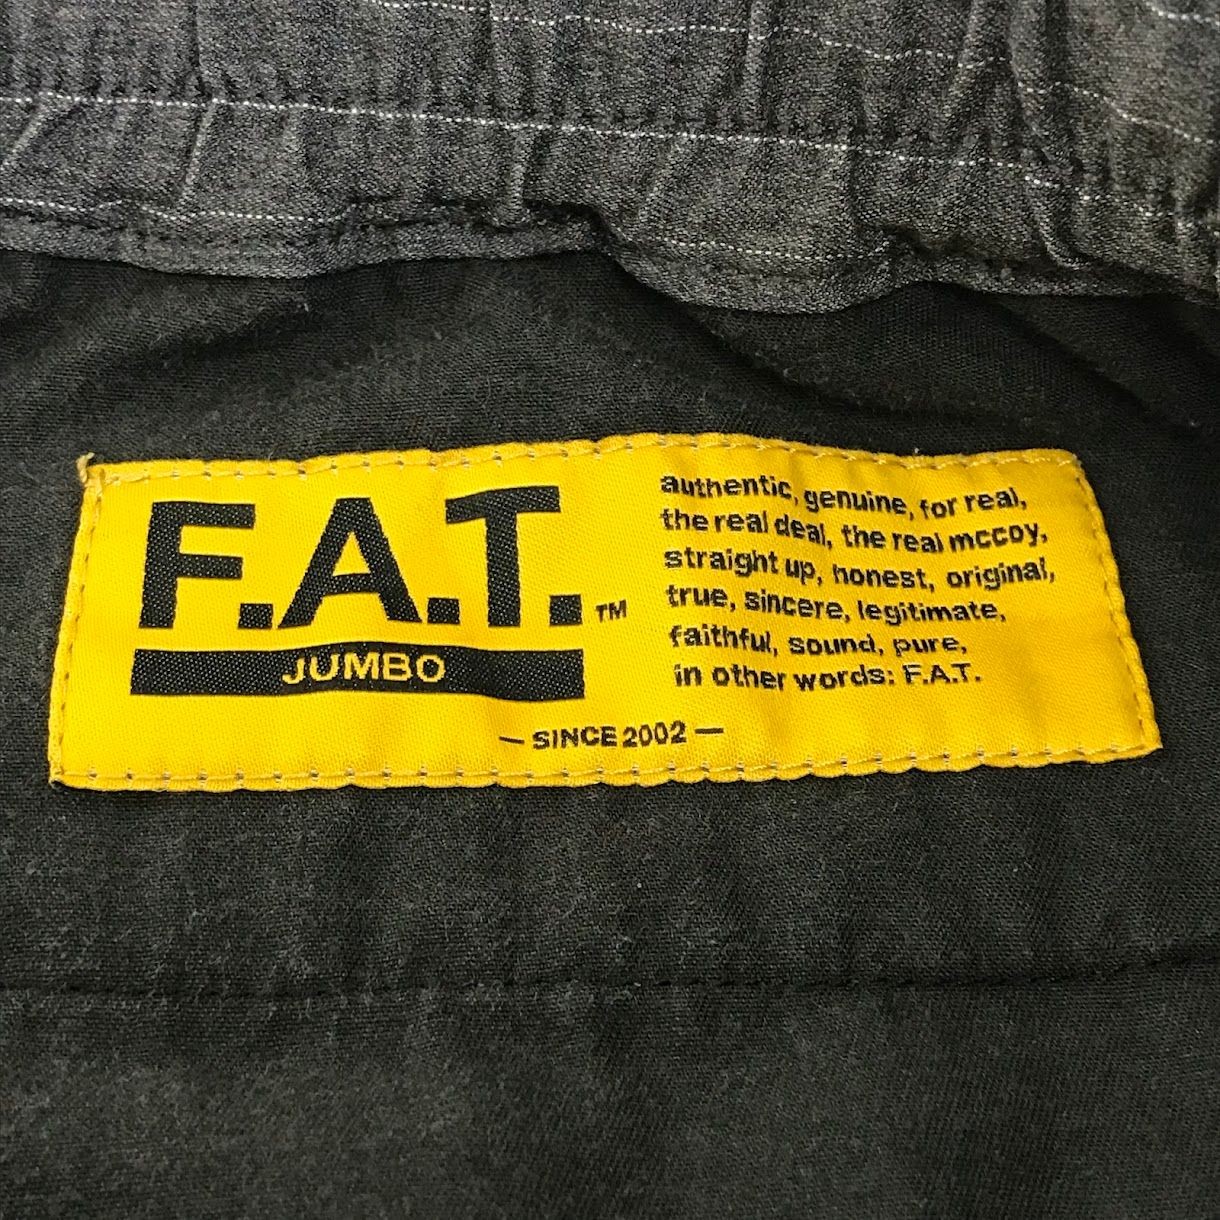 F.A.T.™
JUMBO
authentic, genuine, for real,
the real deal, the real mccoy,
straight up, honest, original,
true, sincere, legitimate,
faithful, sound, pure,
in other words: F.A.T.
— SINCE 2002 —